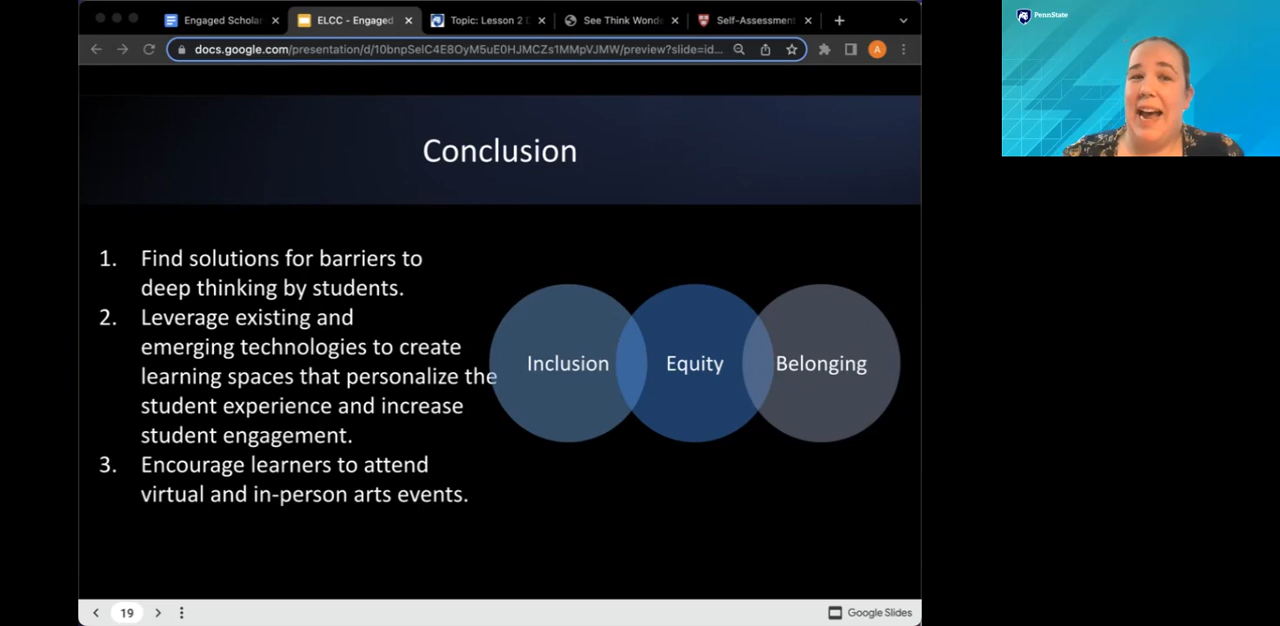 Engaged Scholar
ELCC - Engaged
Topic: Lesson 2
See Think Wonde
Self-Assessment
docs.google.com/presentation/d/10bnpSelC4E8OyM5uE0HJMCZs1MMpVJMW/preview?slide=id...
A
PennState
Conclusion
1. Find solutions for barriers to
deep thinking by students.
2. Leverage existing and
emerging technologies to create
learning spaces that personalize the
student experience and increase
student engagement.
3. Encourage learners to attend
virtual and in-person arts events.
Inclusion
Equity
Belonging
19
Google Slides